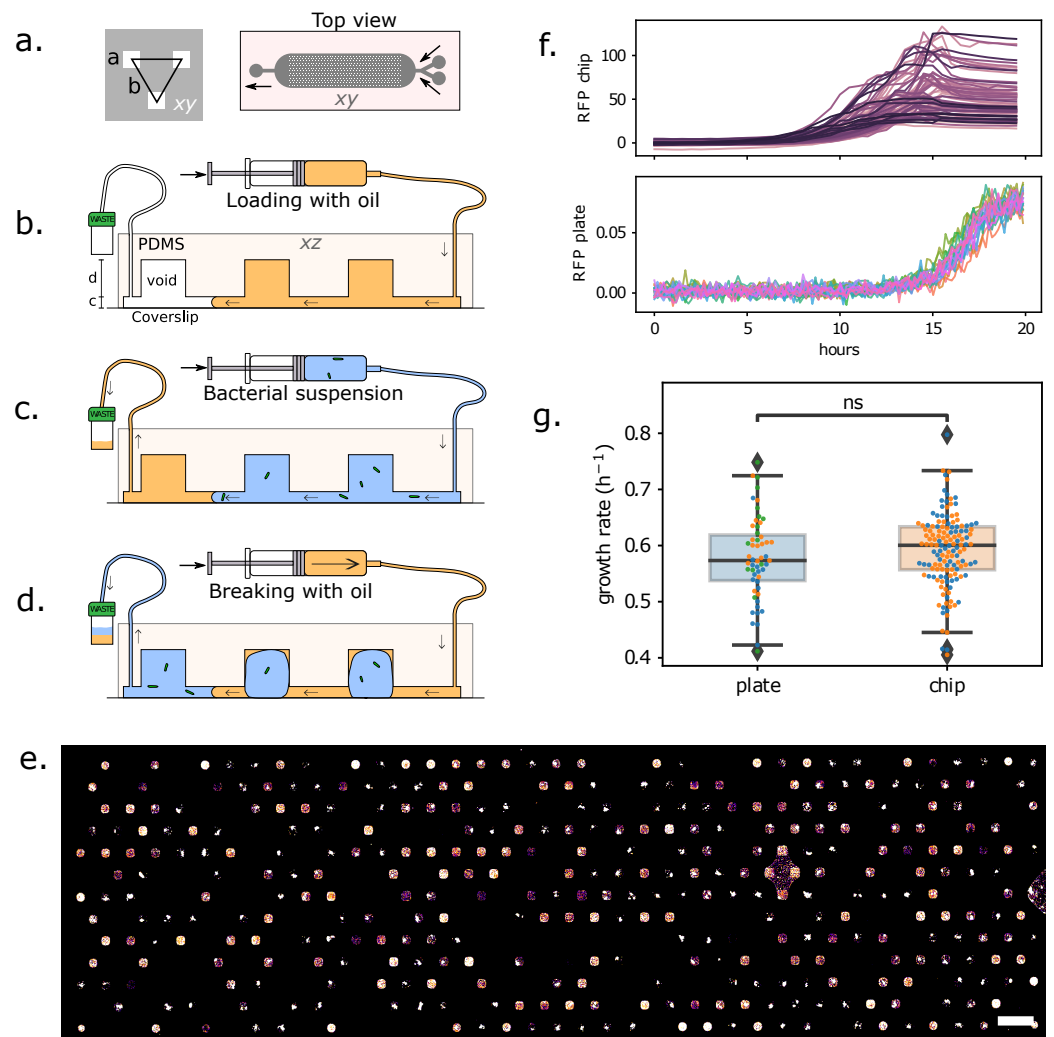 a.
a
b
xy
Top view
xy
b.
WASTE
Loading with oil
PDMS
xz
d
void
c
Coverslip
c.
WASTE
Bacterial suspension
d.
WASTE
Breaking with oil
e.
f.
RFP chip
100
50
0
RFP plate
0.05
0.00
0
5
10
15
20
hours
g.
ns
growth rate (h⁻¹)
0.8
0.7
0.6
0.5
0.4
plate
chip